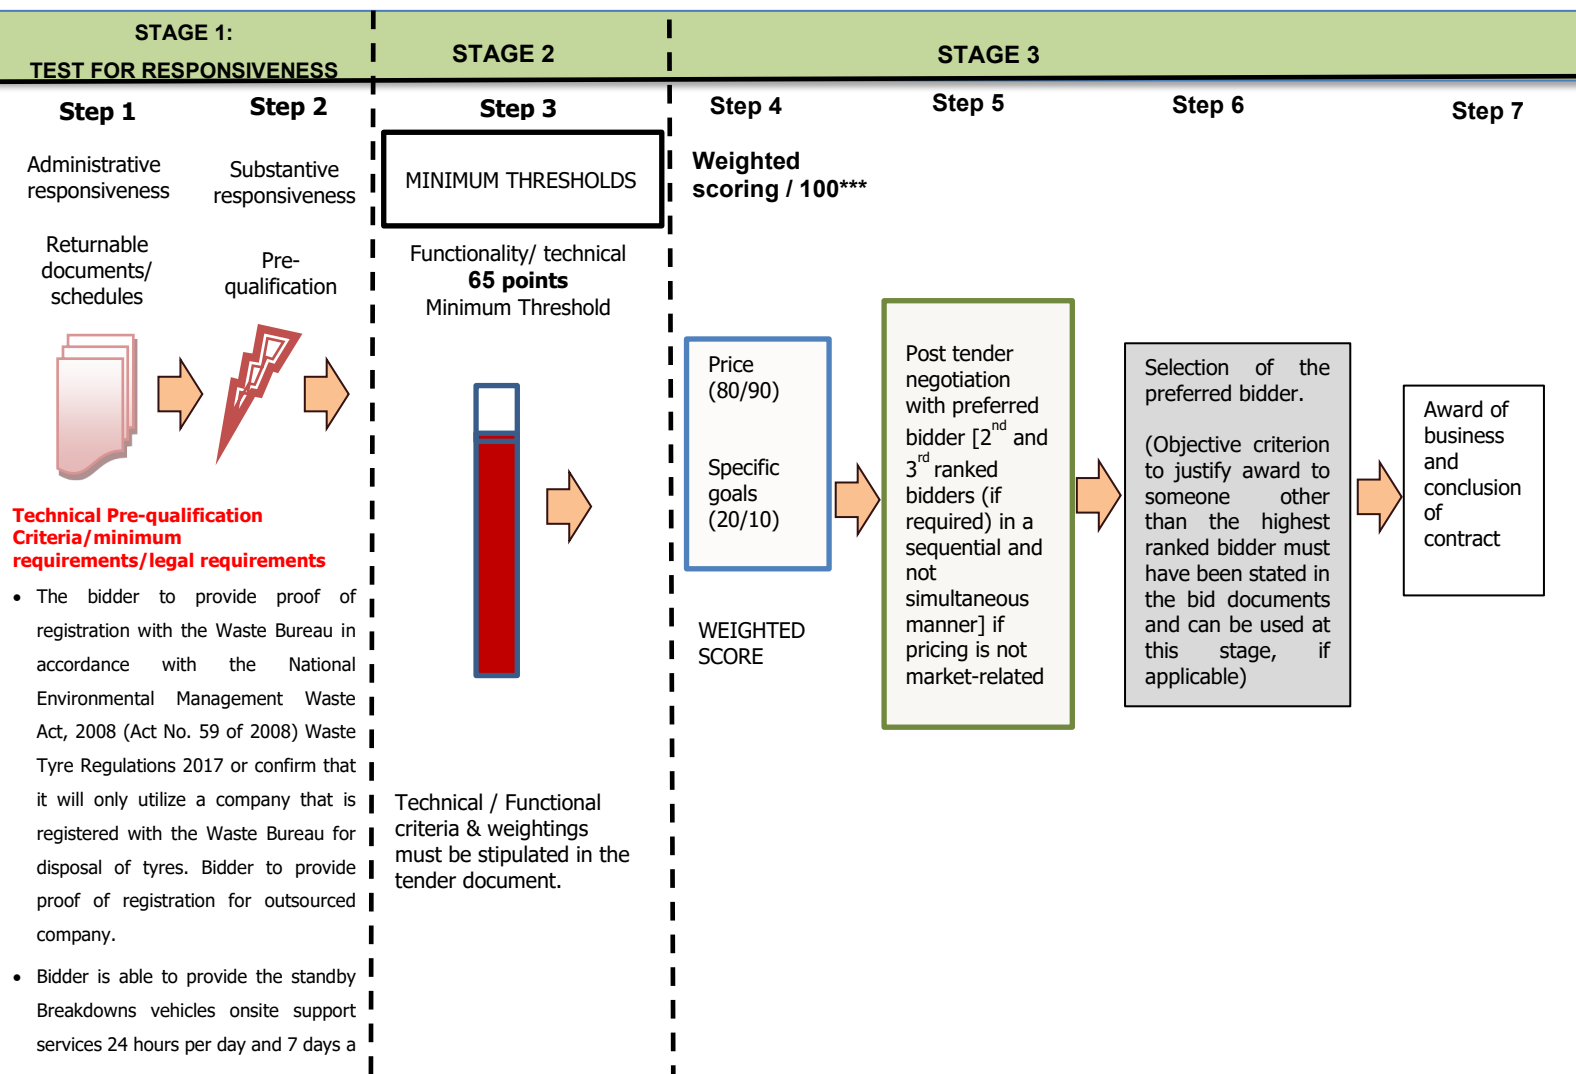 STAGE 1:
TEST FOR RESPONSIVENESS
STAGE 2
STAGE 3
Step 1
Step 2
Step 3
Step 4
Step 5
Step 6
Step 7
Administrative
responsiveness
Substantive
responsiveness
MINIMUM THRESHOLDS
Weighted
scoring / 100***
Returnable
documents/
schedules
Pre-
qualification
Functionality/ technical
65 points
Minimum Threshold
Price
(80/90)
Specific
goals
(20/10)
WEIGHTED
SCORE
Post tender
negotiation
with preferred
bidder [2nd and
3rd ranked
bidders (if
required) in a
sequential and
not
simultaneous
manner] if
pricing is not
market-related
Selection of the
preferred bidder.
(Objective criterion
to justify award to
someone other
than the highest
ranked bidder must
have been stated in
the bid documents
and can be used at
this stage, if
applicable)
Award of
business
and
conclusion
of
contract
Technical Pre-qualification
Criteria/minimum
requirements/legal requirements
• The bidder to provide proof of
registration with the Waste Bureau in
accordance with the National
Environmental Management Waste
Act, 2008 (Act No. 59 of 2008) Waste
Tyre Regulations 2017 or confirm that
it will only utilize a company that is
registered with the Waste Bureau for
disposal of tyres. Bidder to provide
proof of registration for outsourced
company.
• Bidder is able to provide the standby
Breakdowns vehicles onsite support
services 24 hours per day and 7 days a
Technical / Functional
criteria & weightings
must be stipulated in the
tender document.